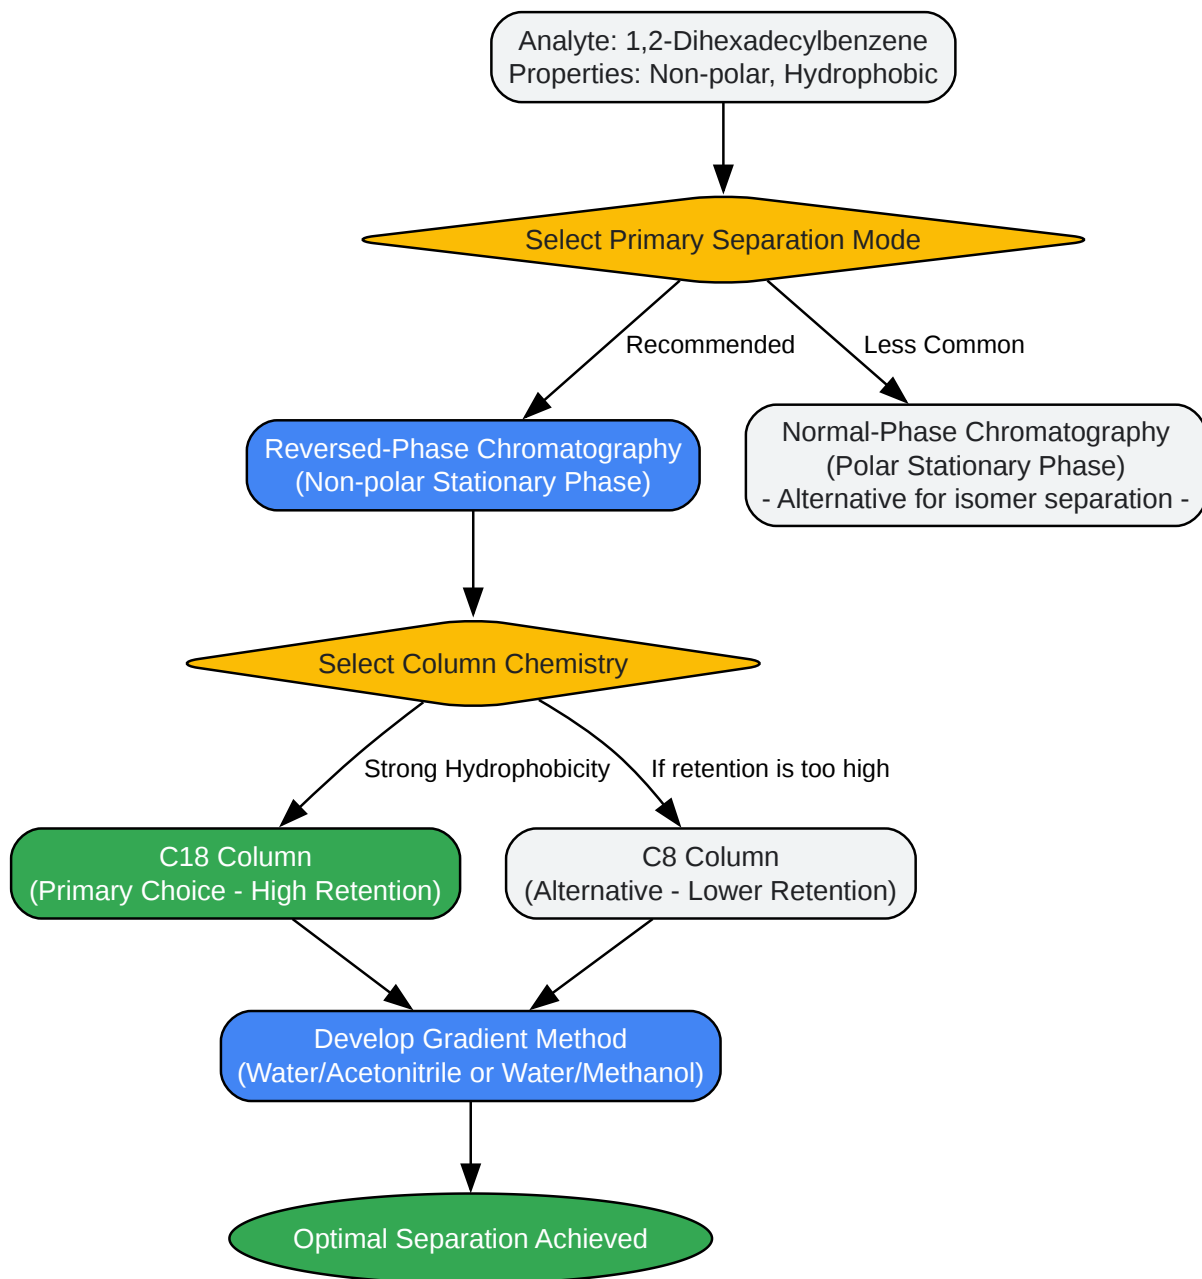 Analyte: 1,2-Dihexadecylbenzene
Properties: Non-polar, Hydrophobic
Select Primary Separation Mode
Recommended
Less Common
Reversed-Phase Chromatography
(Non-polar Stationary Phase)
Normal-Phase Chromatography
(Polar Stationary Phase)
- Alternative for isomer separation -
Select Column Chemistry
Strong Hydrophobicity
If retention is too high
C18 Column
(Primary Choice - High Retention)
C8 Column
(Alternative - Lower Retention)
Develop Gradient Method
(Water/Acetonitrile or Water/Methanol)
Optimal Separation Achieved